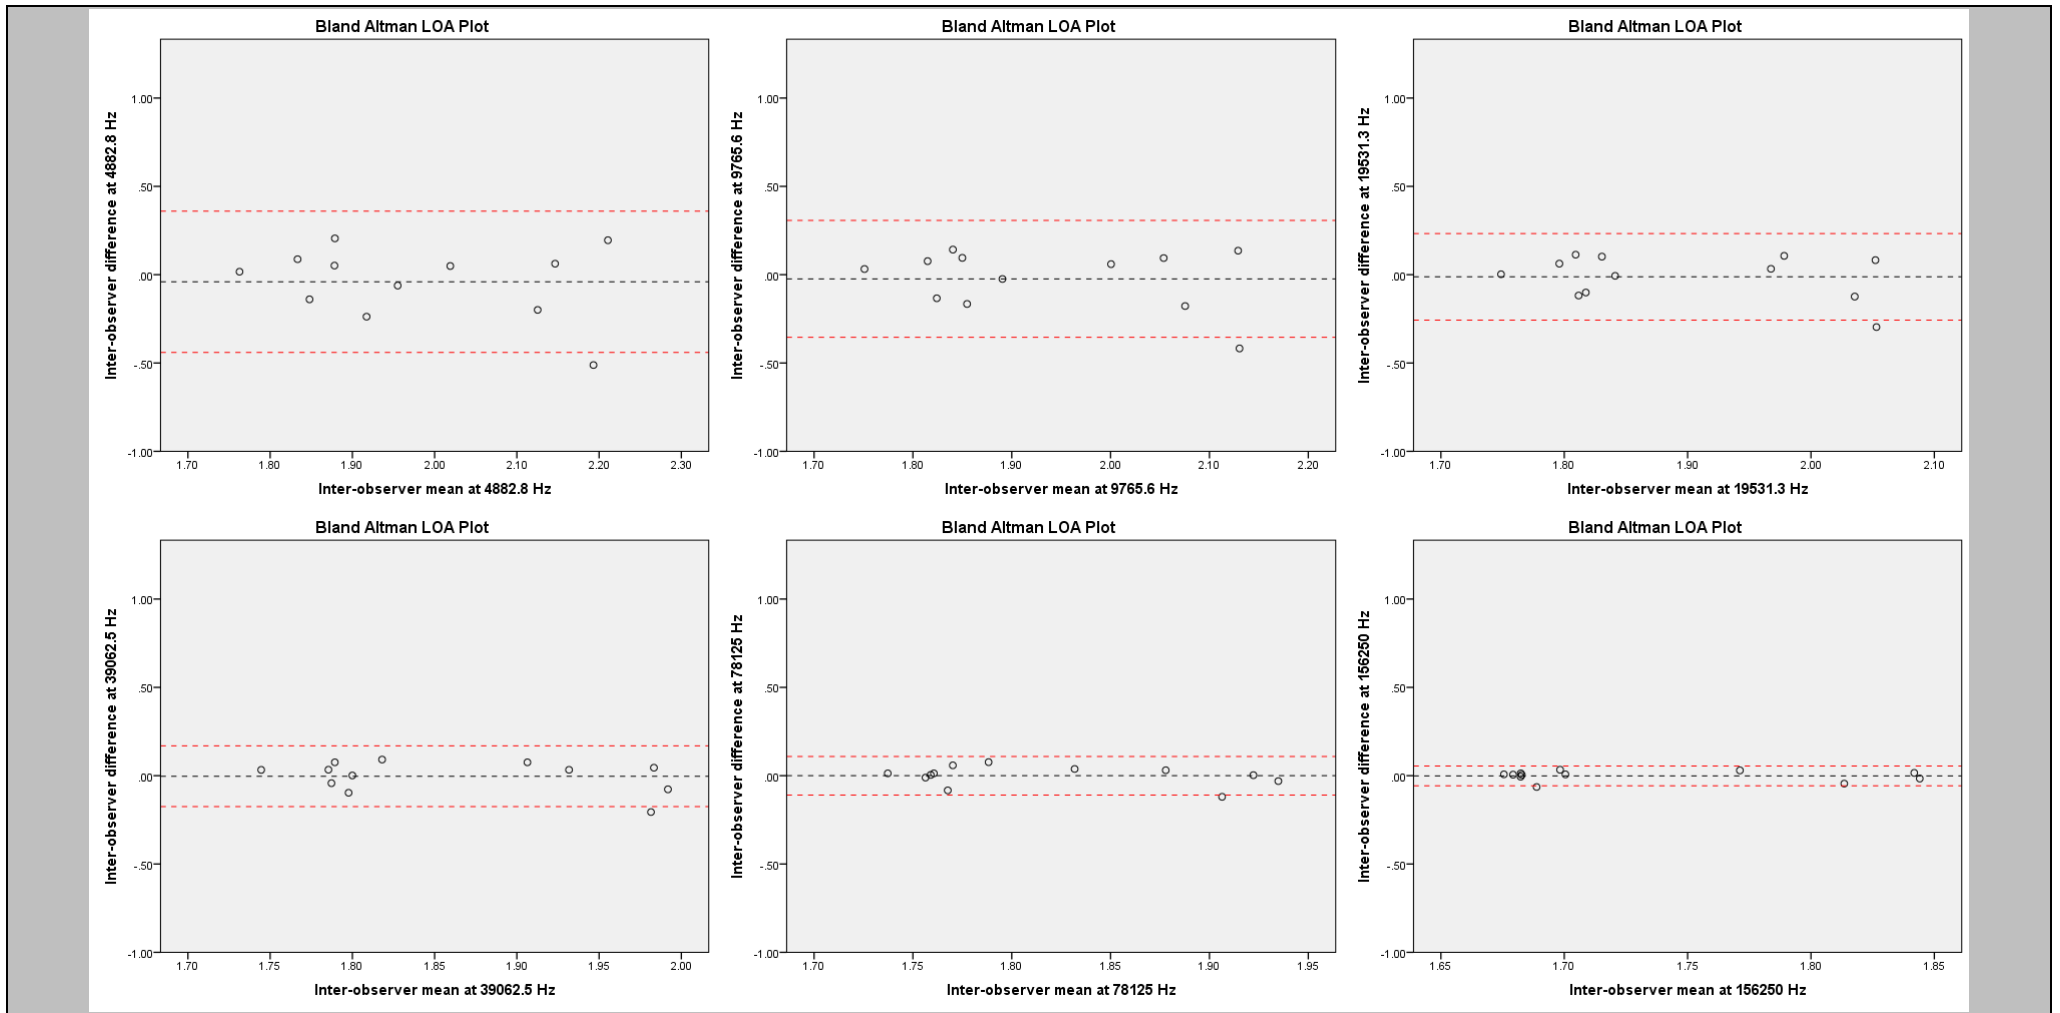 Bland Altman LOA Plot
Inter-observer difference at 4882.8 Hz
1.00
.50
.00
-.50
-1.00
1.70 1.80 1.90 2.00 2.10 2.20 2.30
Inter-observer mean at 4882.8 Hz
Bland Altman LOA Plot
Inter-observer difference at 9765.6 Hz
1.00
.50
.00
-.50
-1.00
1.70 1.80 1.90 2.00 2.10 2.20
Inter-observer mean at 9765.6 Hz
Bland Altman LOA Plot
Inter-observer difference at 19531.3 Hz
1.00
.50
.00
-.50
-1.00
1.70 1.80 1.90 2.00 2.10
Inter-observer mean at 19531.3 Hz
Bland Altman LOA Plot
Inter-observer difference at 39062.5 Hz
1.00
.50
.00
-.50
-1.00
1.70 1.75 1.80 1.85 1.90 1.95 2.00
Inter-observer mean at 39062.5 Hz
Bland Altman LOA Plot
Inter-observer difference at 78125 Hz
1.00
.50
.00
-.50
-1.00
1.70 1.75 1.80 1.85 1.90 1.95
Inter-observer mean at 78125 Hz
Bland Altman LOA Plot
Inter-observer difference at 156250 Hz
1.00
.50
.00
-.50
-1.00
1.65 1.70 1.75 1.80 1.85
Inter-observer mean at 156250 Hz